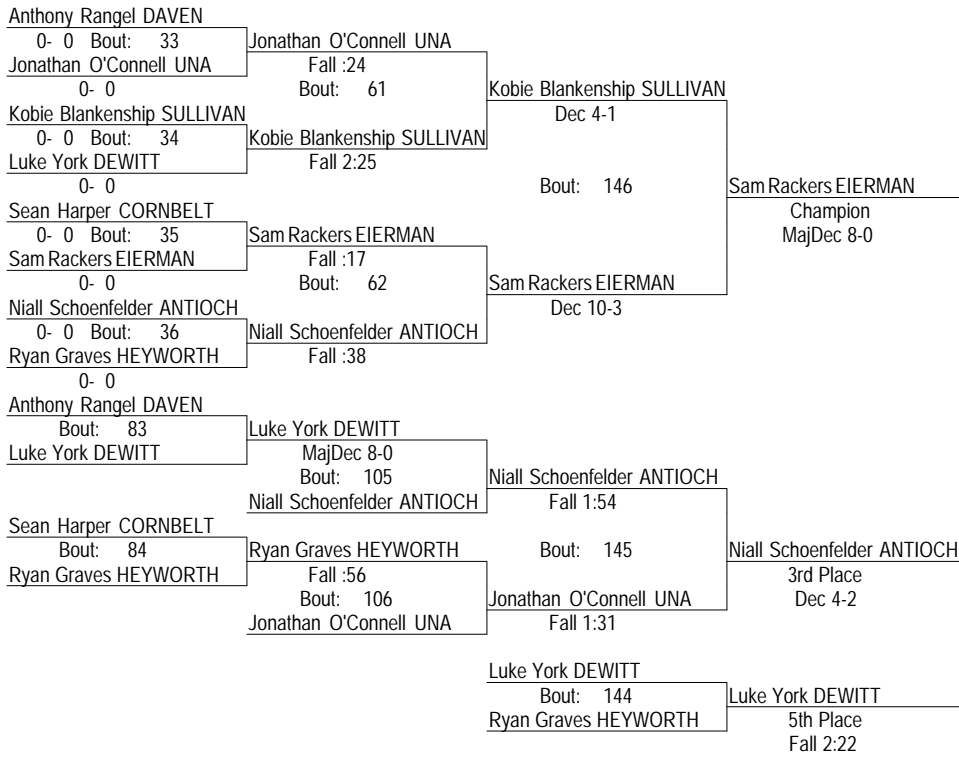 Anthony Rangel DAVEN
0- 0 Bout: 33 Jonathan O'Connell UNA
Jonathan O'Connell UNA Fall :24
0- 0 Bout: 61 Kobie Blankenship SULLIVAN
Kobie Blankenship SULLIVAN Dec 4-1
0- 0 Bout: 34 Kobie Blankenship SULLIVAN
Luke York DEWITT Fall 2:25
0- 0 Bout: 146 Sam Rackers EIERMAN
Sean Harper CORNBELT Champion
0- 0 Bout: 35 Sam Rackers EIERMAN MajDec 8-0
Sam Rackers EIERMAN Fall :17
0- 0 Bout: 62 Sam Rackers EIERMAN
Niall Schoenfelder ANTIOCH Dec 10-3
0- 0 Bout: 36 Niall Schoenfelder ANTIOCH
Ryan Graves HEYWORTH Fall :38
0- 0
Anthony Rangel DAVEN
Bout: 83 Luke York DEWITT
Luke York DEWITT MajDec 8-0
Bout: 105 Niall Schoenfelder ANTIOCH
Niall Schoenfelder ANTIOCH Fall 1:54
Sean Harper CORNBELT
Bout: 84 Ryan Graves HEYWORTH Bout: 145 Niall Schoenfelder ANTIOCH
Ryan Graves HEYWORTH Fall :56 3rd Place
Bout: 106 Jonathan O'Connell UNA Dec 4-2
Jonathan O'Connell UNA Fall 1:31
Luke York DEWITT
Bout: 144 Luke York DEWITT
Ryan Graves HEYWORTH 5th Place
Fall 2:22